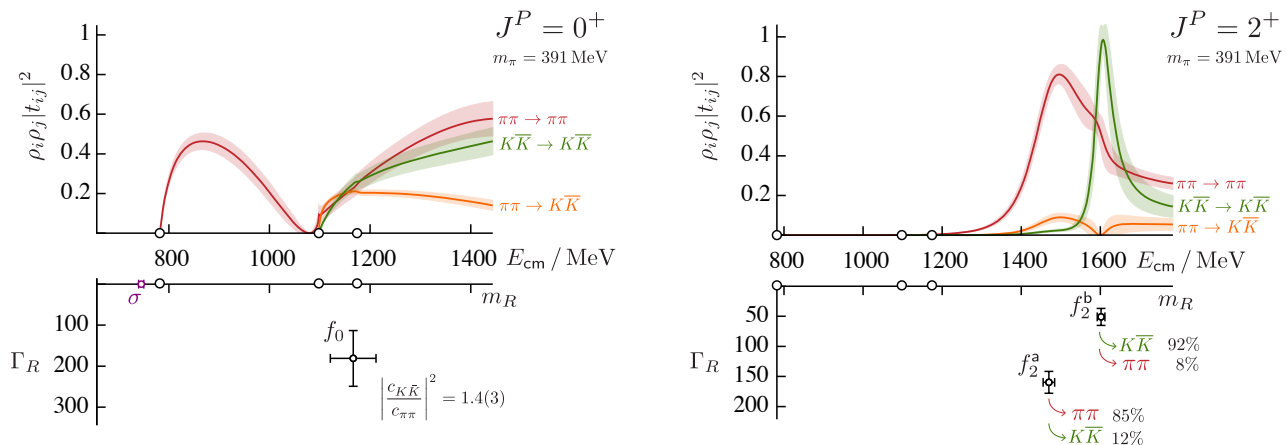 J^P = 0^+
m_π = 391 MeV
ρ_iρ_j|t_ij|^2
1
0.8
0.6
0.4
0.2
ππ → ππ
KK̅ → KK̅
ππ → KK̅
800
1000
1200
1400
E_cm / MeV
σ
m_R
100
200
300
Γ_R
f_0
|c_KK̄ / c_ππ|^2 = 1.4(3)
J^P = 2^+
m_π = 391 MeV
ρ_iρ_j|t_ij|^2
1
0.8
0.6
0.4
0.2
ππ → ππ
KK̅ → KK̅
ππ → KK̅
800
1000
1200
1400
1600
E_cm / MeV
m_R
50
100
150
200
Γ_R
f_2^b
KK̅ 92%
ππ 8%
f_2^a
ππ 85%
KK̅ 12%